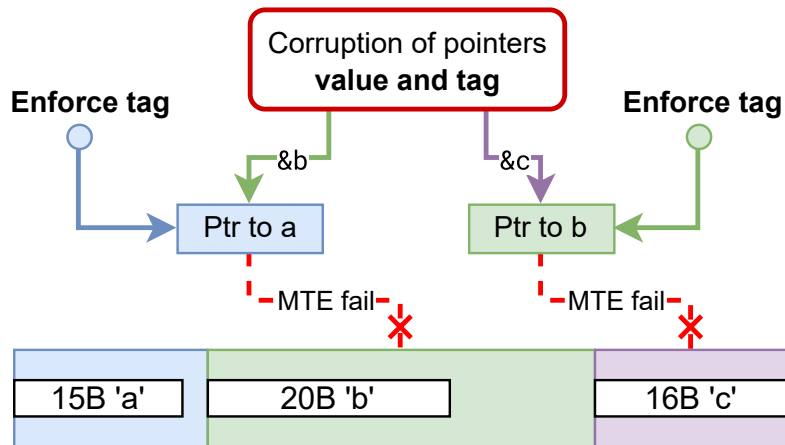 Corruption of pointers
value and tag
Enforce tag
Enforce tag
&b
&c
Ptr to a
Ptr to b
MTE fail
MTE fail
15B 'a'
20B 'b'
16B 'c'